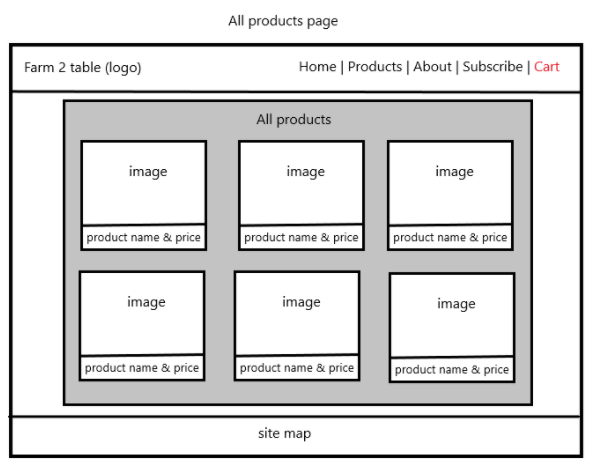 All products page
Farm 2 table (logo)
Home | Products | About | Subscribe | Cart
All products
image
image
image
product name & price
product name & price
product name & price
image
image
image
product name & price
product name & price
product name & price
site map